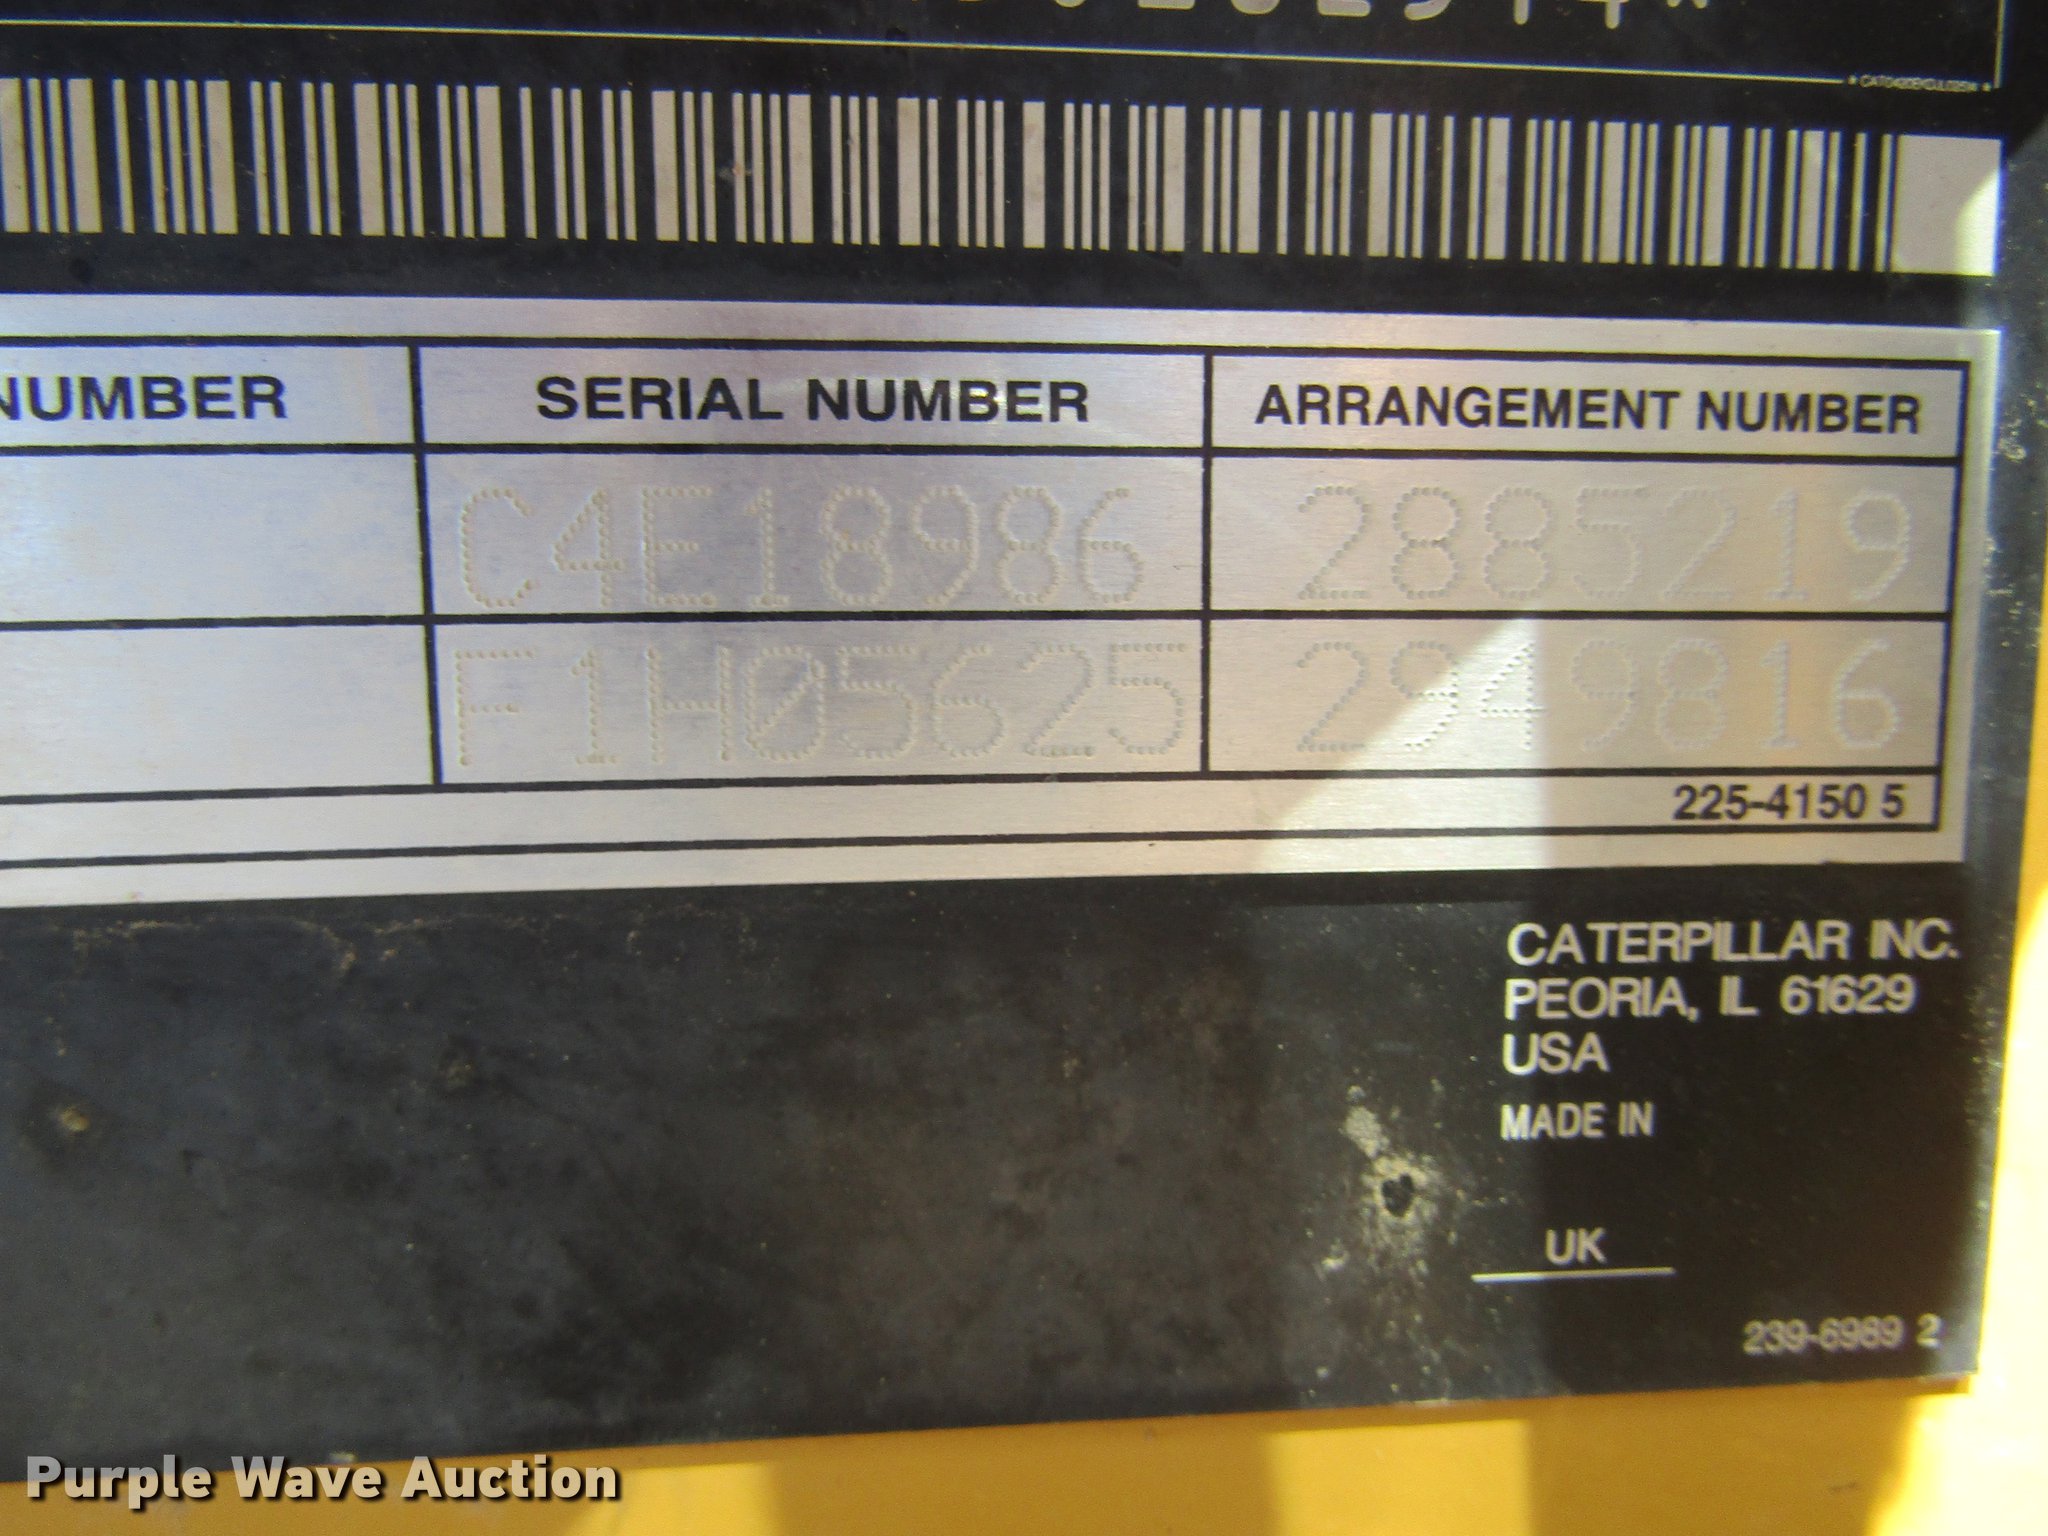 NUMBER SERIAL NUMBER ARRANGEMENT NUMBER
C4E18986 2885219
F1H05625 2949816
225-4150 5
CATERPILLAR INC.
PEORIA, IL 61629
USA
MADE IN
UK
239-6989 2
Purple Wave Auction